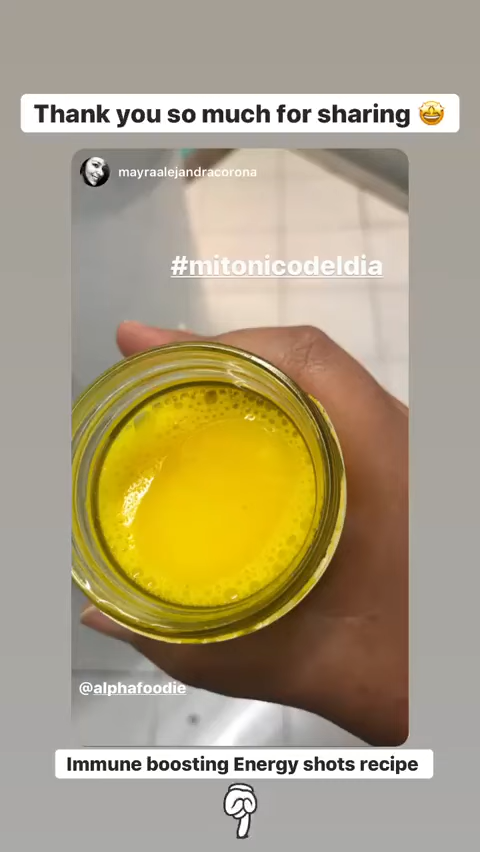 Thank you so much for sharing 🤩
mayraalejandracorona
#mitonicodeldia
@alphafoodie
Immune boosting Energy shots recipe